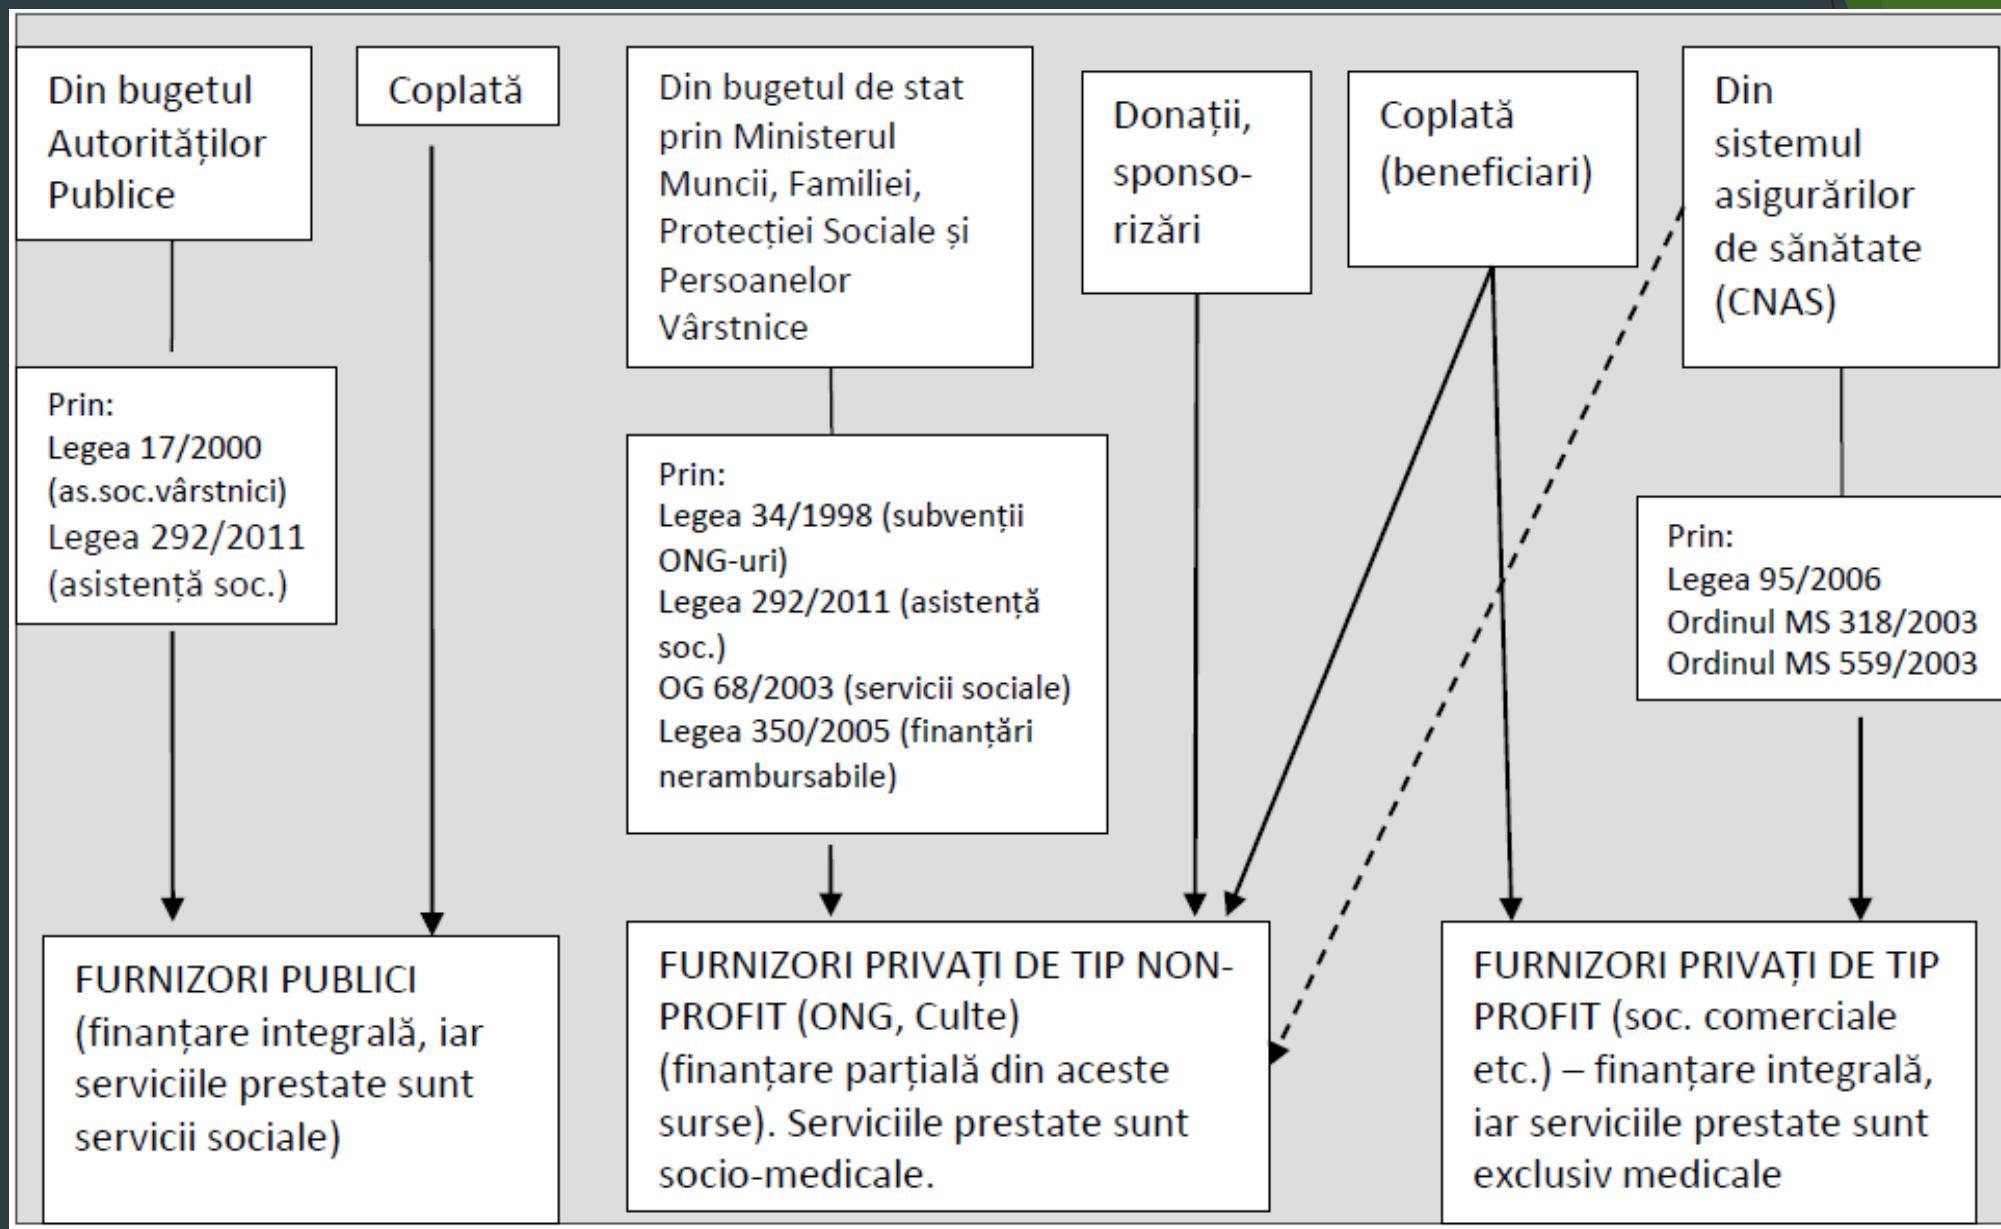 Din bugetul
Autorităților
Publice
Coplată
Din bugetul de stat
prin Ministerul
Muncii, Familiei,
Protecției Sociale și
Persoanelor
Vârstnice
Donații,
sponso-
rizări
Coplată
(beneficiari)
Din
sistemul
asigurărilor
de sănătate
(CNAS)
Prin:
Legea 17/2000
(as.soc.vârstnici)
Legea 292/2011
(asistență soc.)
Prin:
Legea 34/1998 (subvenții
ONG-uri)
Legea 292/2011 (asistență
soc.)
OG 68/2003 (servicii sociale)
Legea 350/2005 (finanțări
nerambursabile)
Prin:
Legea 95/2006
Ordinul MS 318/2003
Ordinul MS 559/2003
FURNIZORI PUBLICI
(finanțare integrală, iar
serviciile prestate sunt
servicii sociale)
FURNIZORI PRIVAȚI DE TIP NON-
PROFIT (ONG, Culte)
(finanțare parțială din aceste
surse). Serviciile prestate sunt
socio-medicale.
FURNIZORI PRIVAȚI DE TIP
PROFIT (soc. comerciale
etc.) – finanțare integrală,
iar serviciile prestate sunt
exclusiv medicale